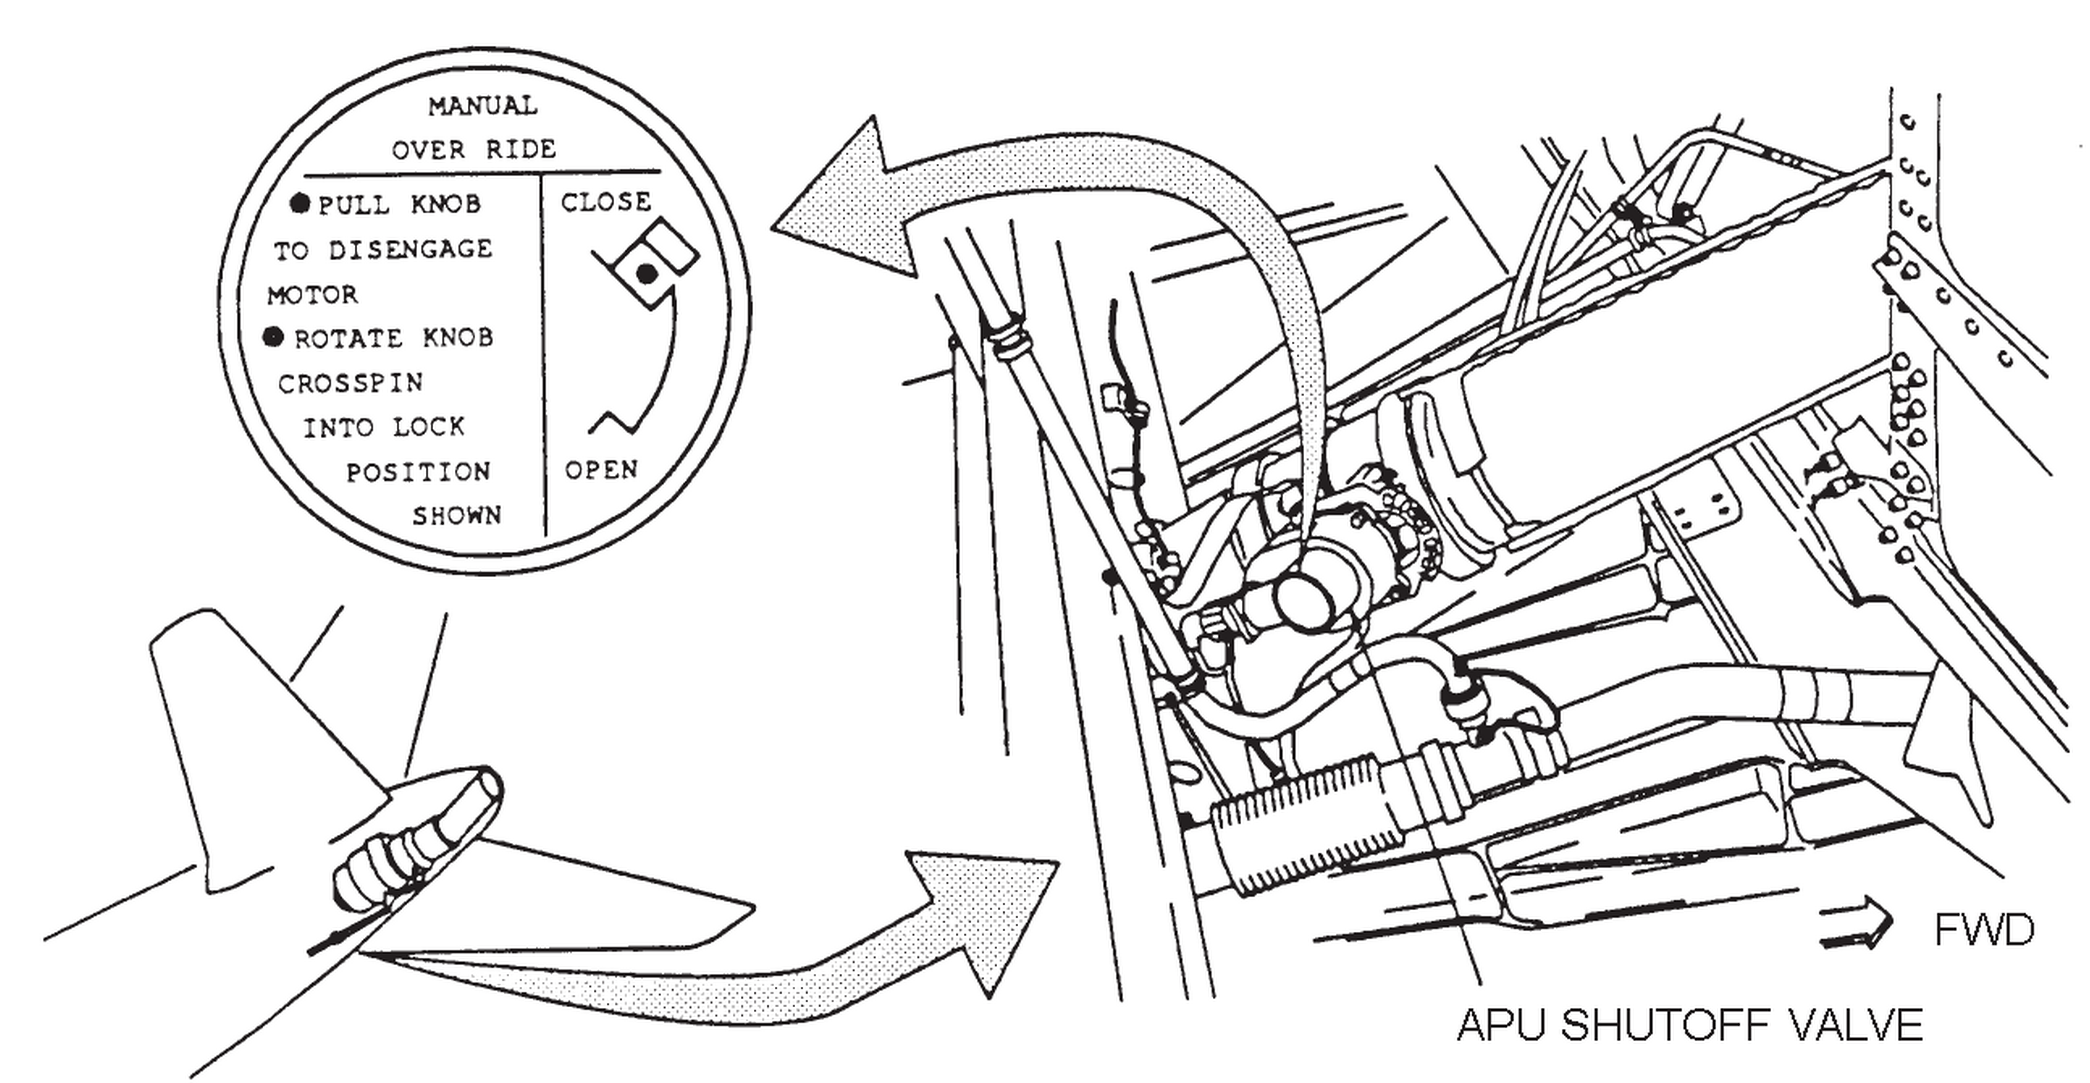 MANUAL
OVER RIDE
●PULL KNOB
TO DISENGAGE
MOTOR
●ROTATE KNOB
CROSSPIN
INTO LOCK
POSITION
SHOWN
CLOSE
OPEN
FWD
APU SHUTOFF VALVE